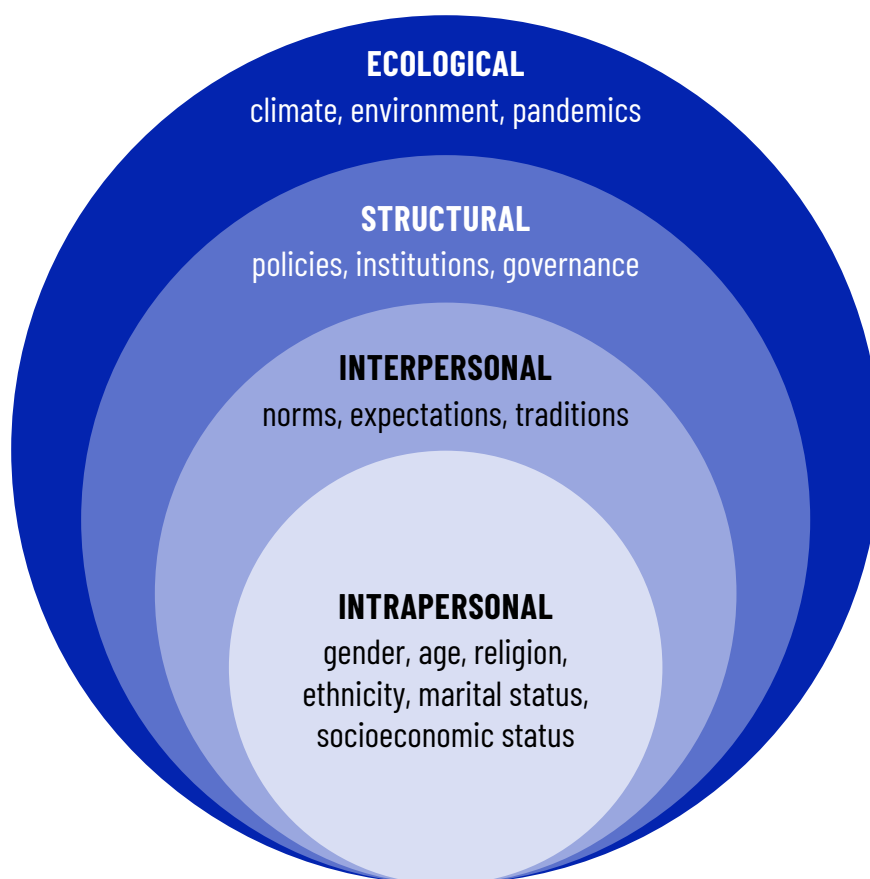 ECOLOGICAL
climate, environment, pandemics
STRUCTURAL
policies, institutions, governance
INTERPERSONAL
norms, expectations, traditions
INTRAPERSONAL
gender, age, religion,
ethnicity, marital status,
socioeconomic status